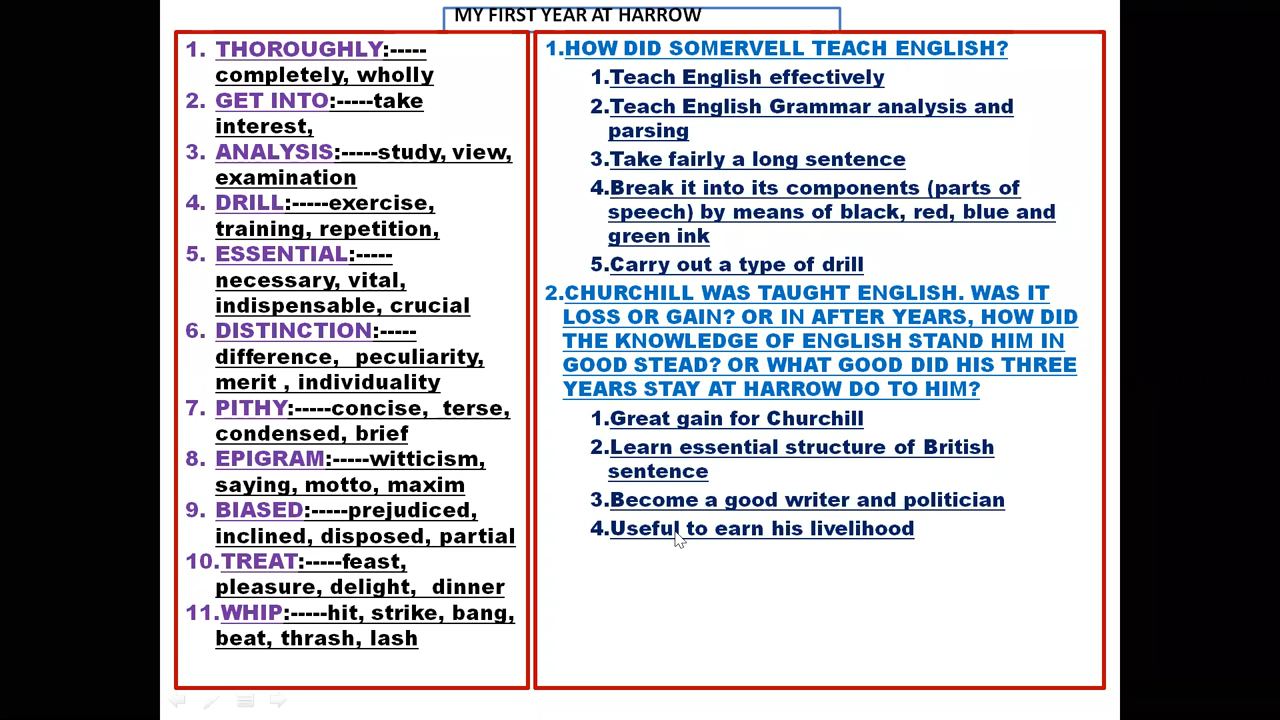 MY FIRST YEAR AT HARROW
1. THOROUGHLY:-----
completely, wholly
2. GET INTO:-----take
interest,
3. ANALYSIS:-----study, view,
examination
4. DRILL:-----exercise,
training, repetition,
5. ESSENTIAL:-----
necessary, vital,
indispensable, crucial
6. DISTINCTION:-----
difference, peculiarity,
merit , individuality
7. PITHY:-----concise, terse,
condensed, brief
8. EPIGRAM:-----witticism,
saying, motto, maxim
9. BIASED:-----prejudiced,
inclined, disposed, partial
10.TREAT:-----feast,
pleasure, delight, dinner
11.WHIP:-----hit, strike, bang,
beat, thrash, lash
1.HOW DID SOMERVELL TEACH ENGLISH?
1.Teach English effectively
2.Teach English Grammar analysis and
parsing
3.Take fairly a long sentence
4.Break it into its components (parts of
speech) by means of black, red, blue and
green ink
5.Carry out a type of drill
2.CHURCHILL WAS TAUGHT ENGLISH. WAS IT
LOSS OR GAIN? OR IN AFTER YEARS, HOW DID
THE KNOWLEDGE OF ENGLISH STAND HIM IN
GOOD STEAD? OR WHAT GOOD DID HIS THREE
YEARS STAY AT HARROW DO TO HIM?
1.Great gain for Churchill
2.Learn essential structure of British
sentence
3.Become a good writer and politician
4.Useful to earn his livelihood